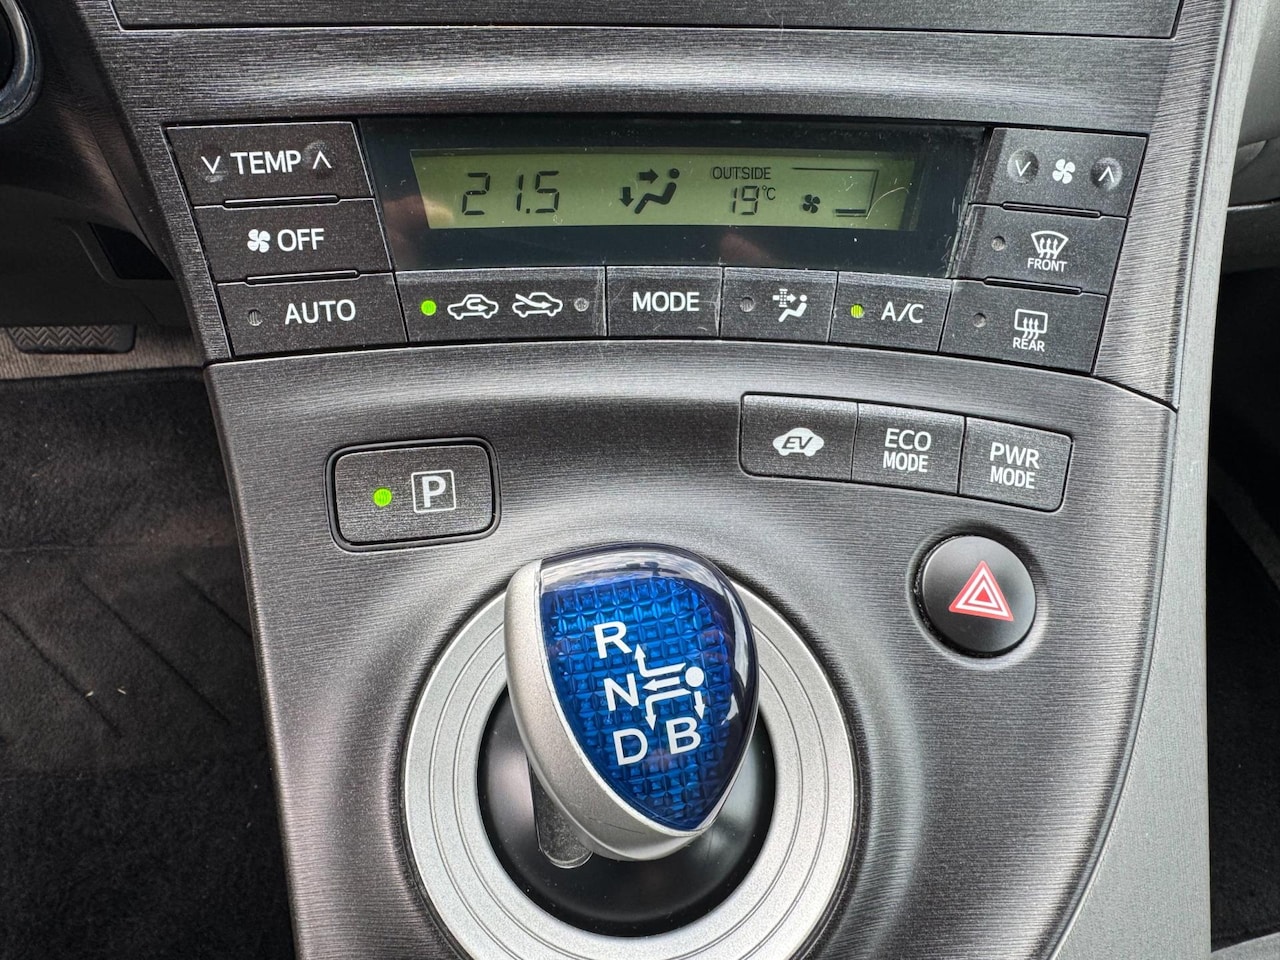 TEMP
21.5
OUTSIDE
19°C
OFF
FRONT
AUTO
MODE
A/C
REAR
EV
ECO
MODE
PWR
MODE
P
R
N
D
B